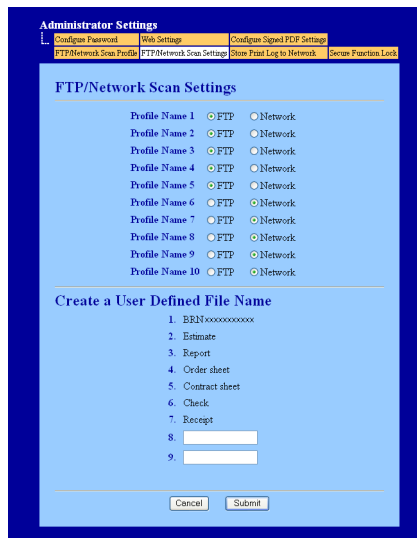 Administrator Settings
Configure Password Web Settings Configure Signed PDF Settings
FTP/Network Scan Profile FTP/Network Scan Settings Store Print Log to Network Secure Function Lock
FTP/Network Scan Settings
Profile Name 1 FTP Network
Profile Name 2 FTP Network
Profile Name 3 FTP Network
Profile Name 4 FTP Network
Profile Name 5 FTP Network
Profile Name 6 FTP Network
Profile Name 7 FTP Network
Profile Name 8 FTP Network
Profile Name 9 FTP Network
Profile Name 10 FTP Network
Create a User Defined File Name
1. BRNxxxxxxxxxxx
2. Estimate
3. Report
4. Order sheet
5. Contract sheet
6. Check
7. Receipt
8.
9.
Cancel Submit